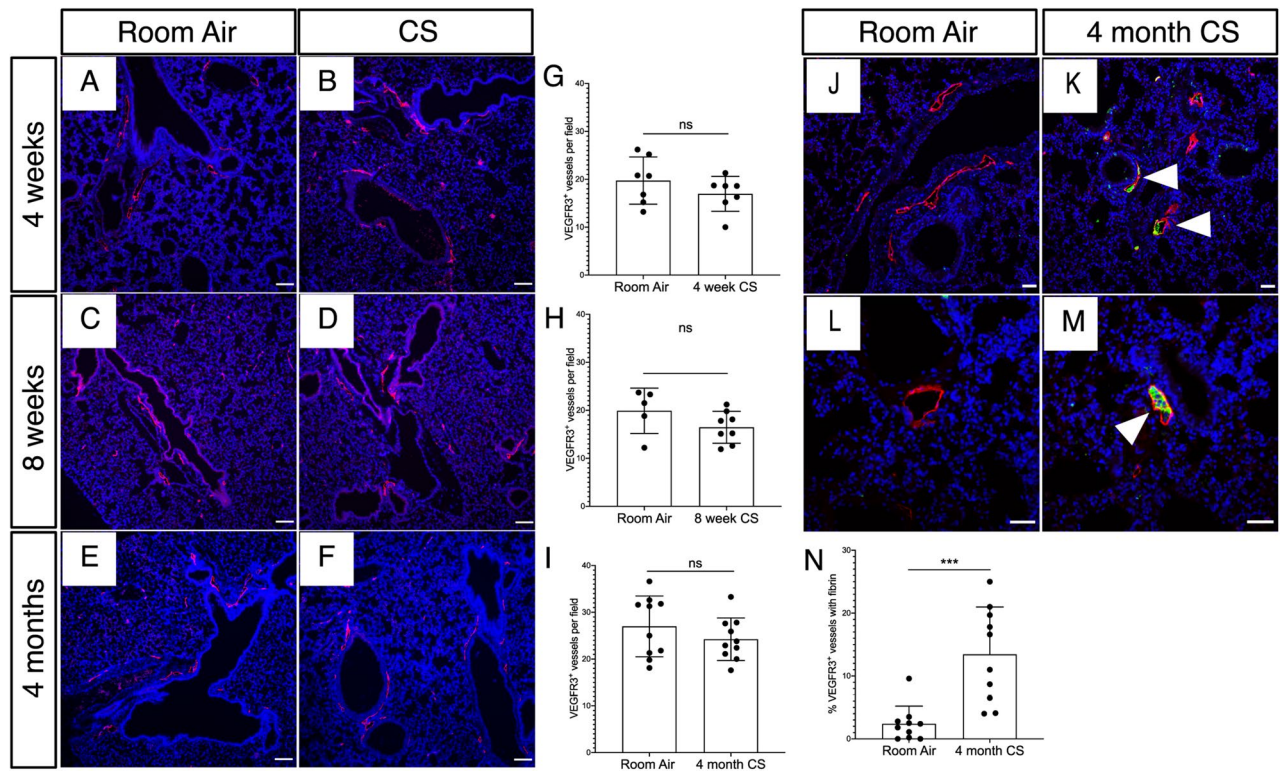 Room Air
CS
Room Air
4 month CS
4 weeks
A
B
G
40
30
20
10
0
VEGFR3⁺ vessels per field
ns
Room Air
4 week CS
J
K
8 weeks
C
D
H
40
30
20
10
0
VEGFR3⁺ vessels per field
ns
Room Air
8 week CS
L
M
4 months
E
F
I
40
30
20
10
0
VEGFR3⁺ vessels per field
ns
Room Air
4 month CS
N
30
20
10
0
% VEGFR3⁺ vessels with fibrin
***
Room Air
4 month CS